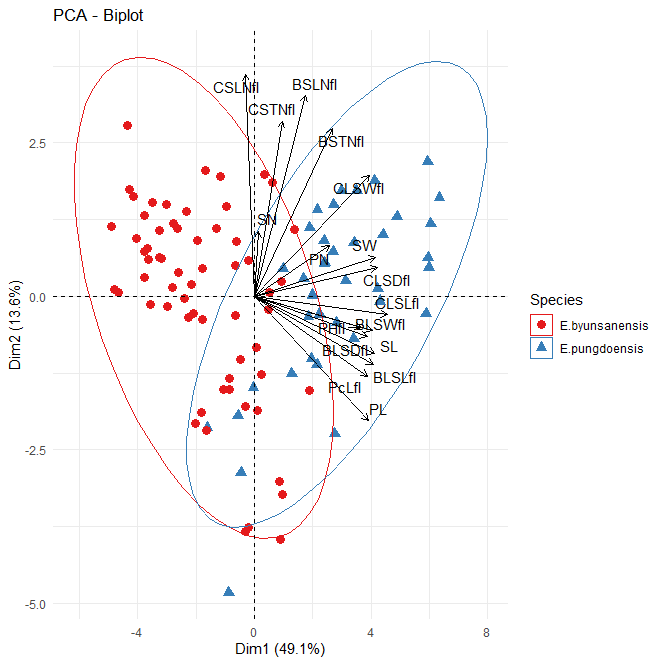 PCA - Biplot
CSLNfl
BSLNfl
CSTNfl
BSTNfl
CLSWfl
SN
SW
PN
CLSDfl
CLSLfl
BLSWfl
PHfl
SL
BLSDfl
BLSLfl
PcLfl
PL
2.5
0.0
-2.5
-5.0
Dim2 (13.6%)
-4
0
4
8
Dim1 (49.1%)
Species
E.byunsanensis
E.pungdoensis